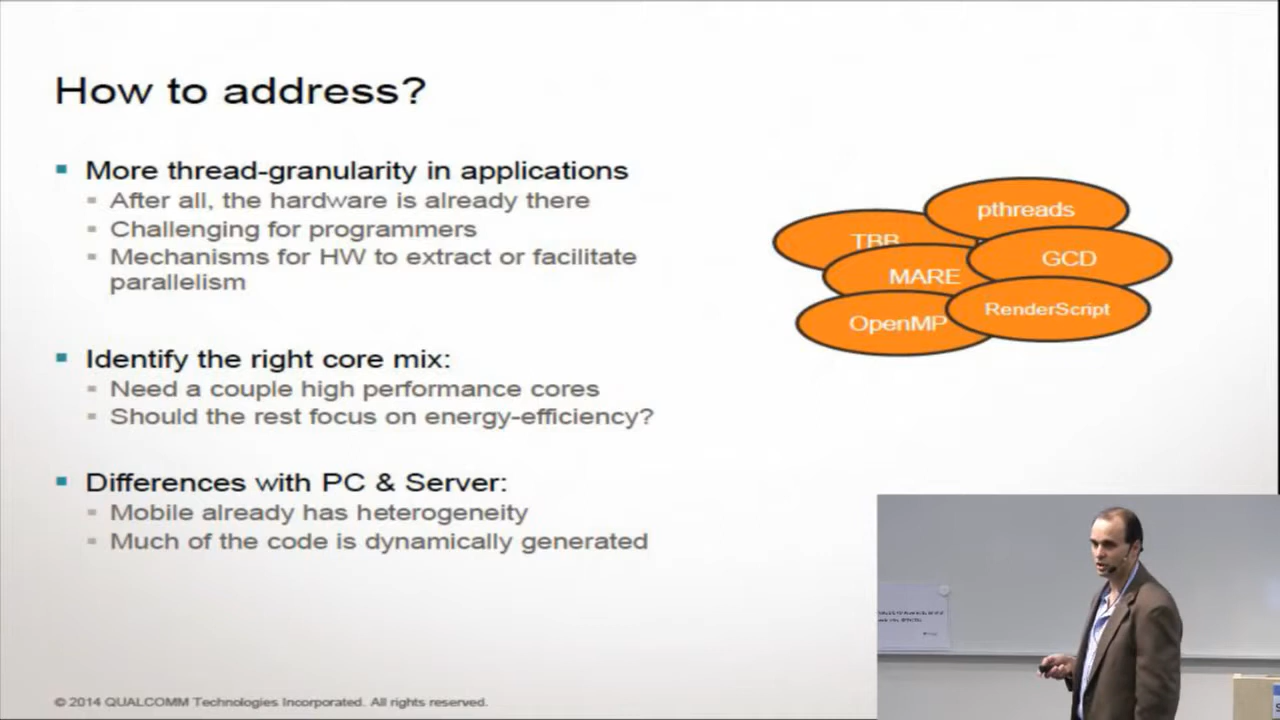 How to address?
More thread-granularity in applications
After all, the hardware is already there
Challenging for programmers
Mechanisms for HW to extract or facilitate
parallelism
Identify the right core mix:
Need a couple high performance cores
Should the rest focus on energy-efficiency?
Differences with PC & Server:
Mobile already has heterogeneity
Much of the code is dynamically generated
pthreads
TBB
GCD
MARE
RenderScript
OpenMP
© 2014 QUALCOMM Technologies Incorporated. All rights reserved.